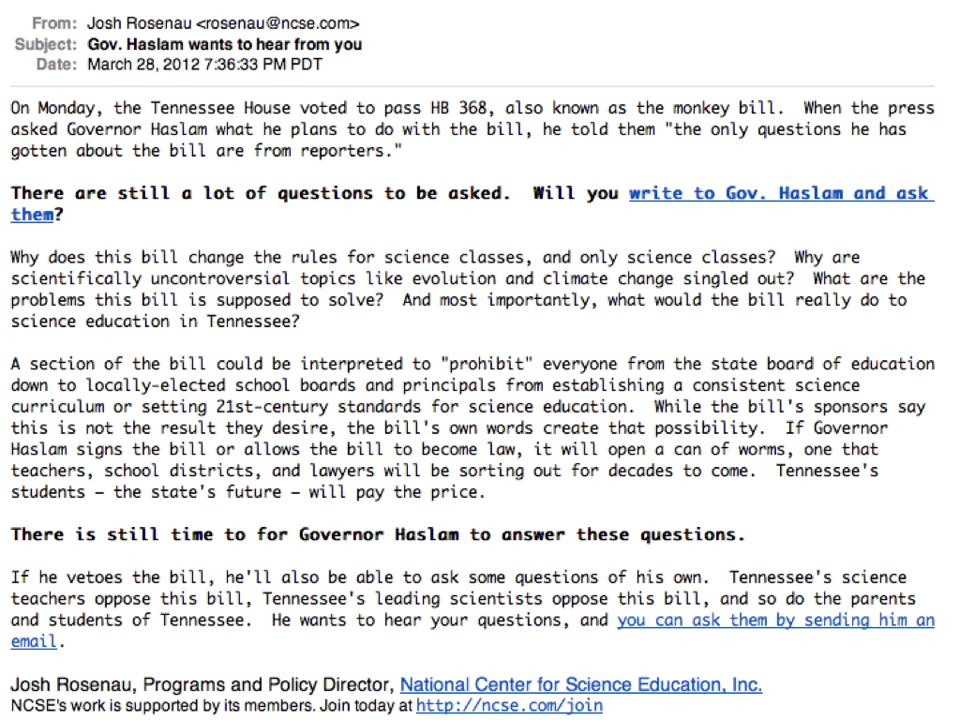 From: Josh Rosenau <rosenau@ncse.com>
Subject: Gov. Haslam wants to hear from you
Date: March 28, 2012 7:36:33 PM PDT
On Monday, the Tennessee House voted to pass HB 368, also known as the monkey bill. When the press
asked Governor Haslam what he plans to do with the bill, he told them "the only questions he has
gotten about the bill are from reporters."
There are still a lot of questions to be asked. Will you write to Gov. Haslam and ask
them?
Why does this bill change the rules for science classes, and only science classes? Why are
scientifically uncontroversial topics like evolution and climate change singled out? What are the
problems this bill is supposed to solve? And most importantly, what would the bill really do to
science education in Tennessee?
A section of the bill could be interpreted to "prohibit" everyone from the state board of education
down to locally-elected school boards and principals from establishing a consistent science
curriculum or setting 21st-century standards for science education. While the bill's sponsors say
this is not the result they desire, the bill's own words create that possibility. If Governor
Haslam signs the bill or allows the bill to become law, it will open a can of worms, one that
teachers, school districts, and lawyers will be sorting out for decades to come. Tennessee's
students – the state's future – will pay the price.
There is still time to for Governor Haslam to answer these questions.
If he vetoes the bill, he'll also be able to ask some questions of his own. Tennessee's science
teachers oppose this bill, Tennessee's leading scientists oppose this bill, and so do the parents
and students of Tennessee. He wants to hear your questions, and you can ask them by sending him an
email.
Josh Rosenau, Programs and Policy Director, National Center for Science Education, Inc.
NCSE's work is supported by its members. Join today at http://ncse.com/join